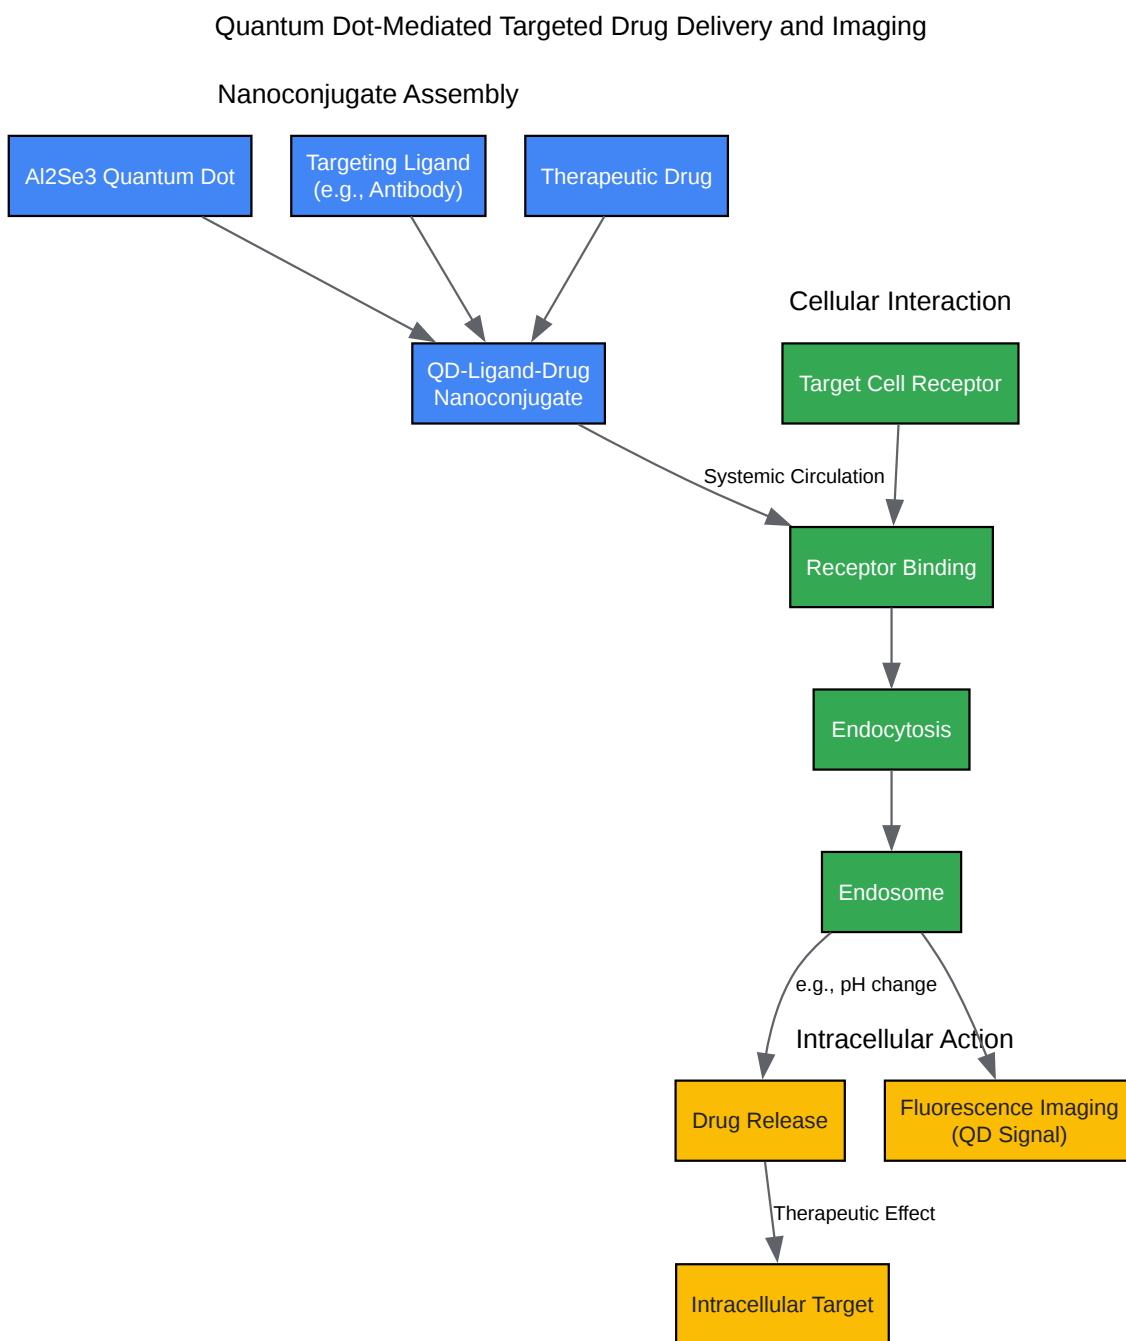 Quantum Dot-Mediated Targeted Drug Delivery and Imaging
Nanoconjugate Assembly
Al2Se3 Quantum Dot
Targeting Ligand
(e.g., Antibody)
Therapeutic Drug
QD-Ligand-Drug
Nanoconjugate
Cellular Interaction
Target Cell Receptor
Systemic Circulation
Receptor Binding
Endocytosis
Endosome
e.g., pH change
Intracellular Action
Drug Release
Fluorescence Imaging
(QD Signal)
Therapeutic Effect
Intracellular Target